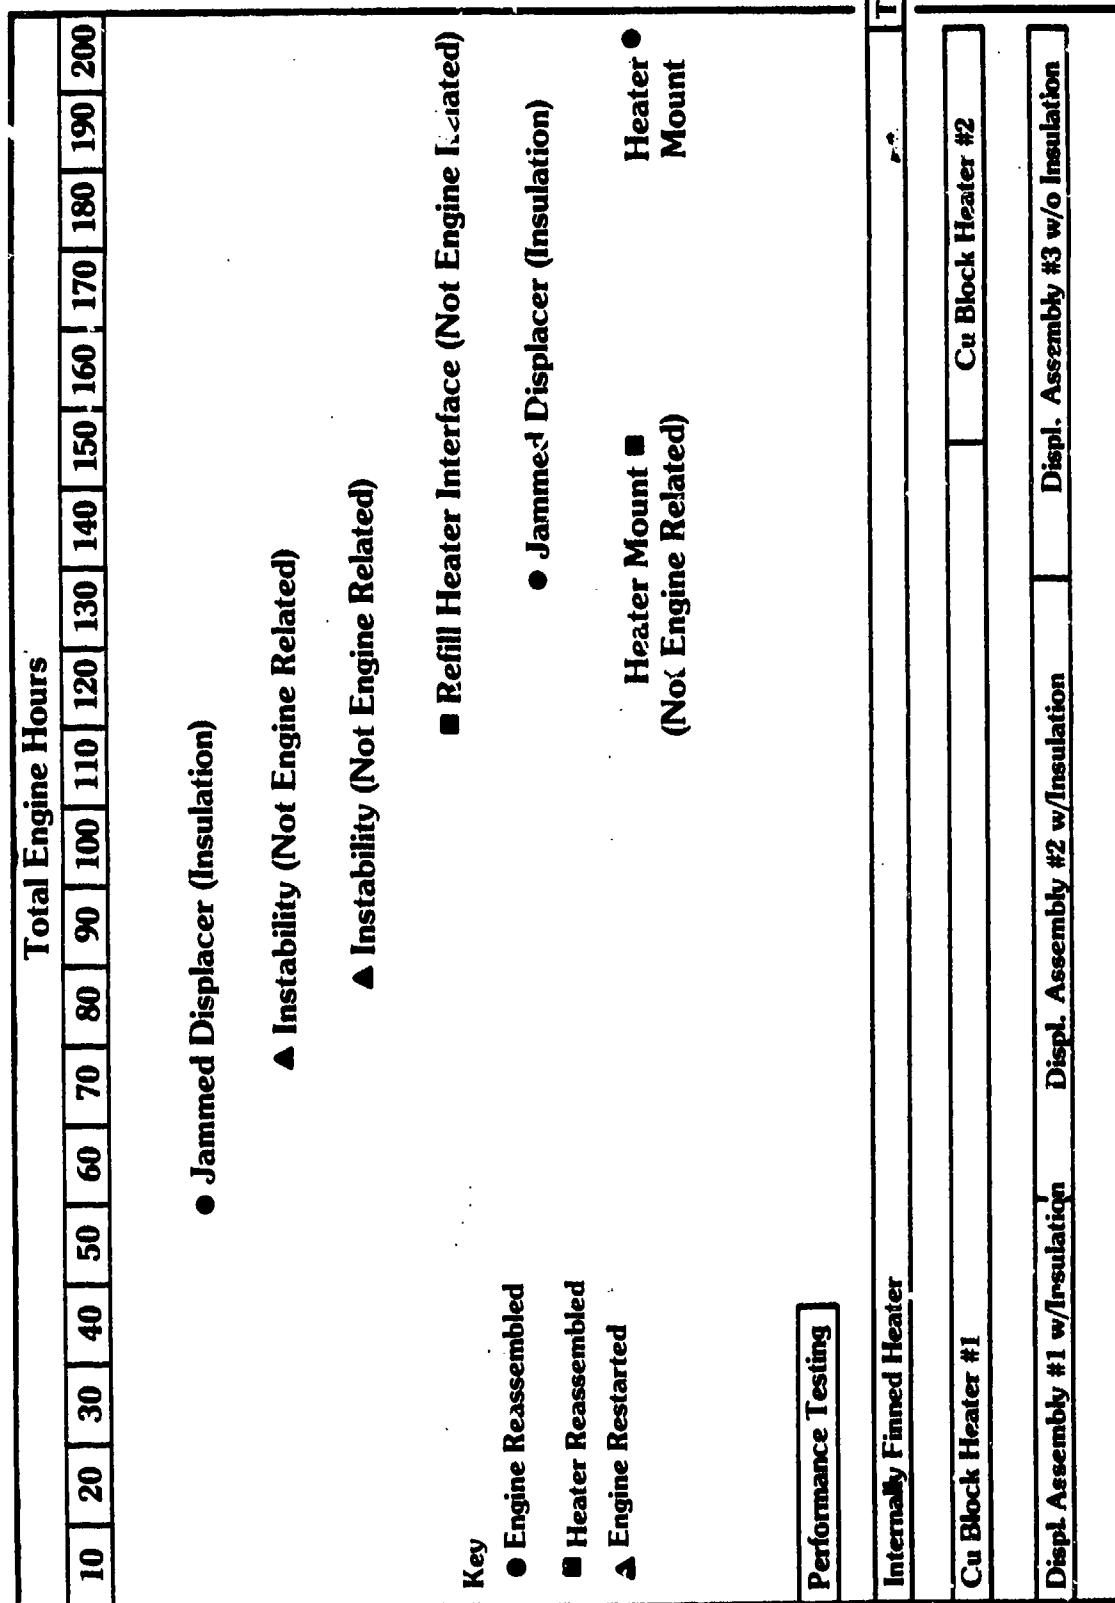 Total Engine Hours
10 20 30 40 50 60 70 80 90 100 110 120 130 140 150 160 170 180 190 200
● Jammed Displacer (Insulation)
▲ Instability (Not Engine Related)
▲ Instability (Not Engine Related)
■ Refill Heater Interface (Not Engine Related)
Key
● Engine Reassembled
● Jammed Displacer (Insulation)
■ Heater Reassembled
▲ Engine Restarted
Heater Mount ■
(Not Engine Related)
Heater ●
Mount
Performance Testing
Internally Finned Heater
T
Cu Block Heater #1
Cu Block Heater #2
Displ. Assembly #1 w/Insulation
Displ. Assembly #2 w/Insulation
Displ. Assembly #3 w/o Insulation